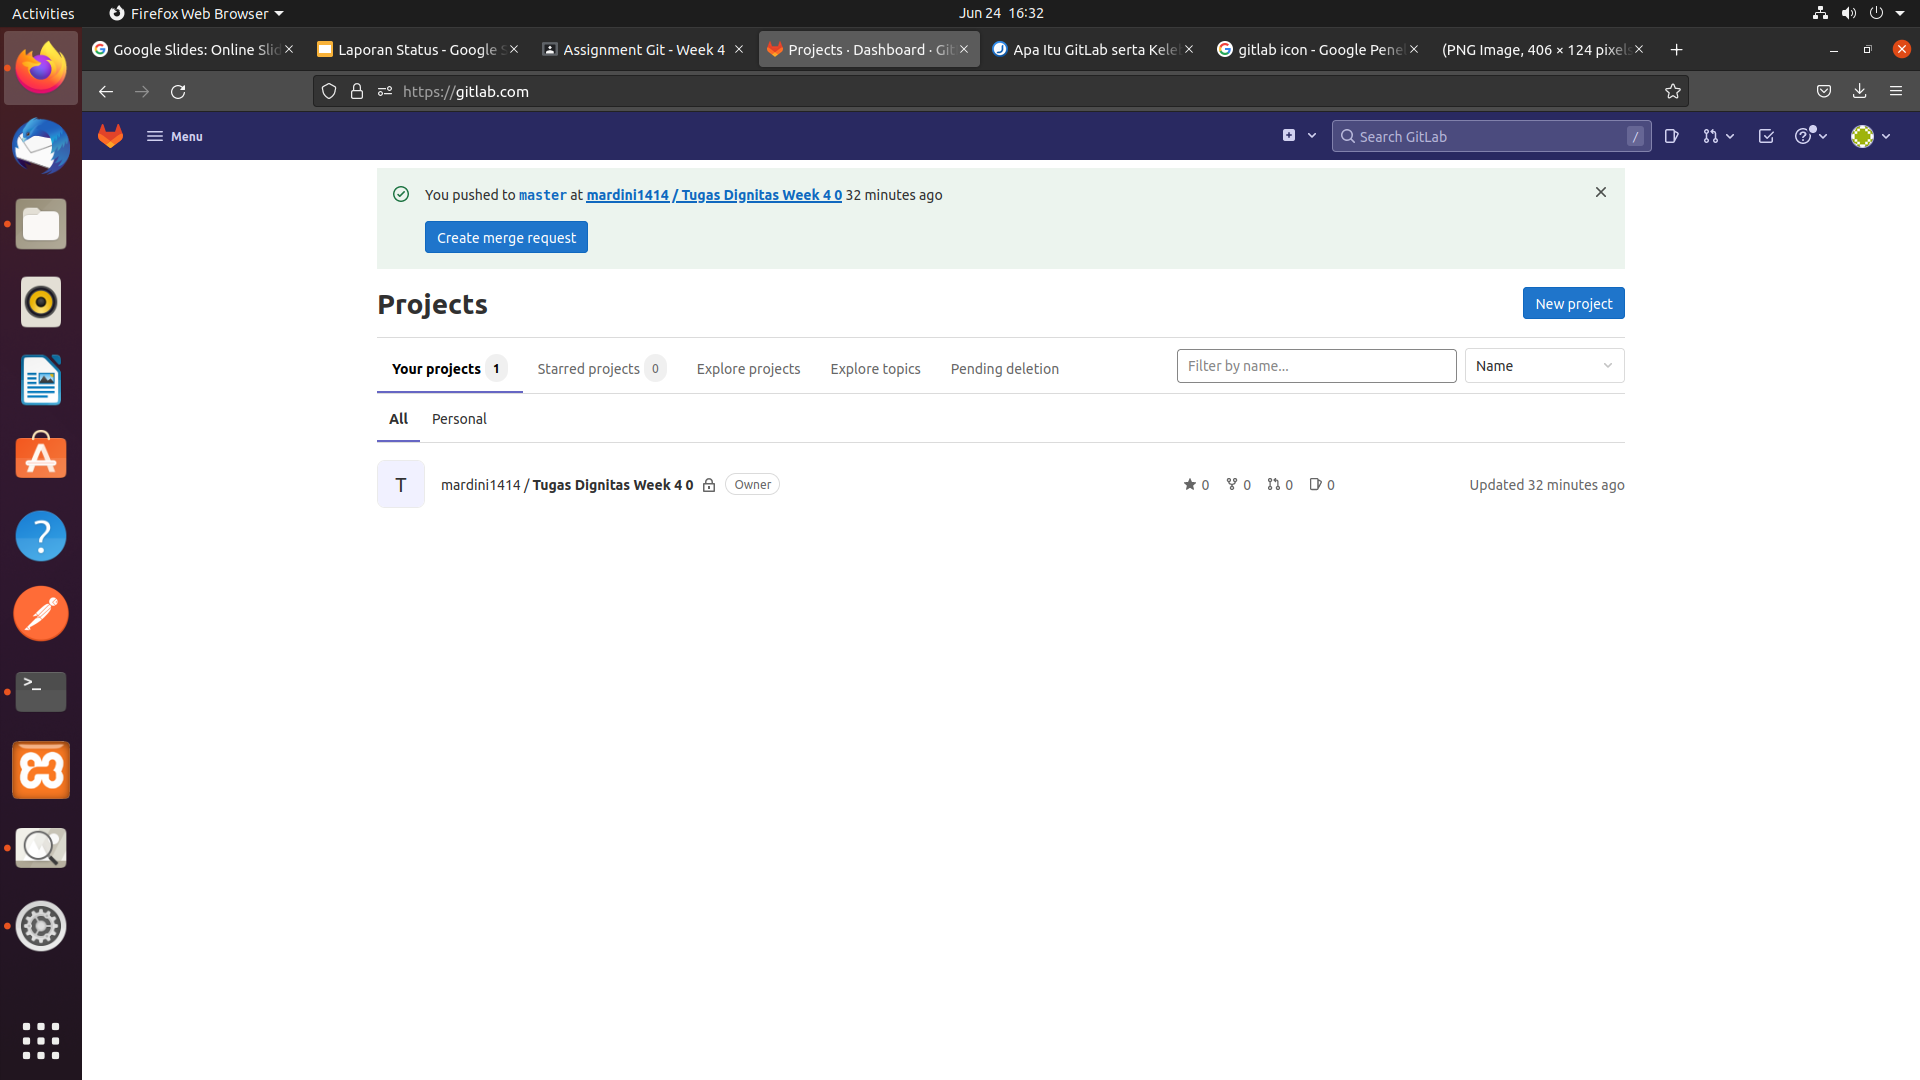 Activities Firefox Web Browser Jun 24 16:32
Google Slides: Online Slid Laporan Status - Google S Assignment Git - Week 4 Projects · Dashboard · Git Apa Itu GitLab serta Kele gitlab icon - Google Pene (PNG Image, 406 × 124 pixels
https://gitlab.com
Menu Search GitLab /
You pushed to master at mardini1414 / Tugas Dignitas Week 4 0 32 minutes ago
Create merge request
Projects New project
Your projects 1 Starred projects 0 Explore projects Explore topics Pending deletion Filter by name... Name
All Personal
T mardini1414 / Tugas Dignitas Week 4 0 Owner 0 0 0 0 Updated 32 minutes ago